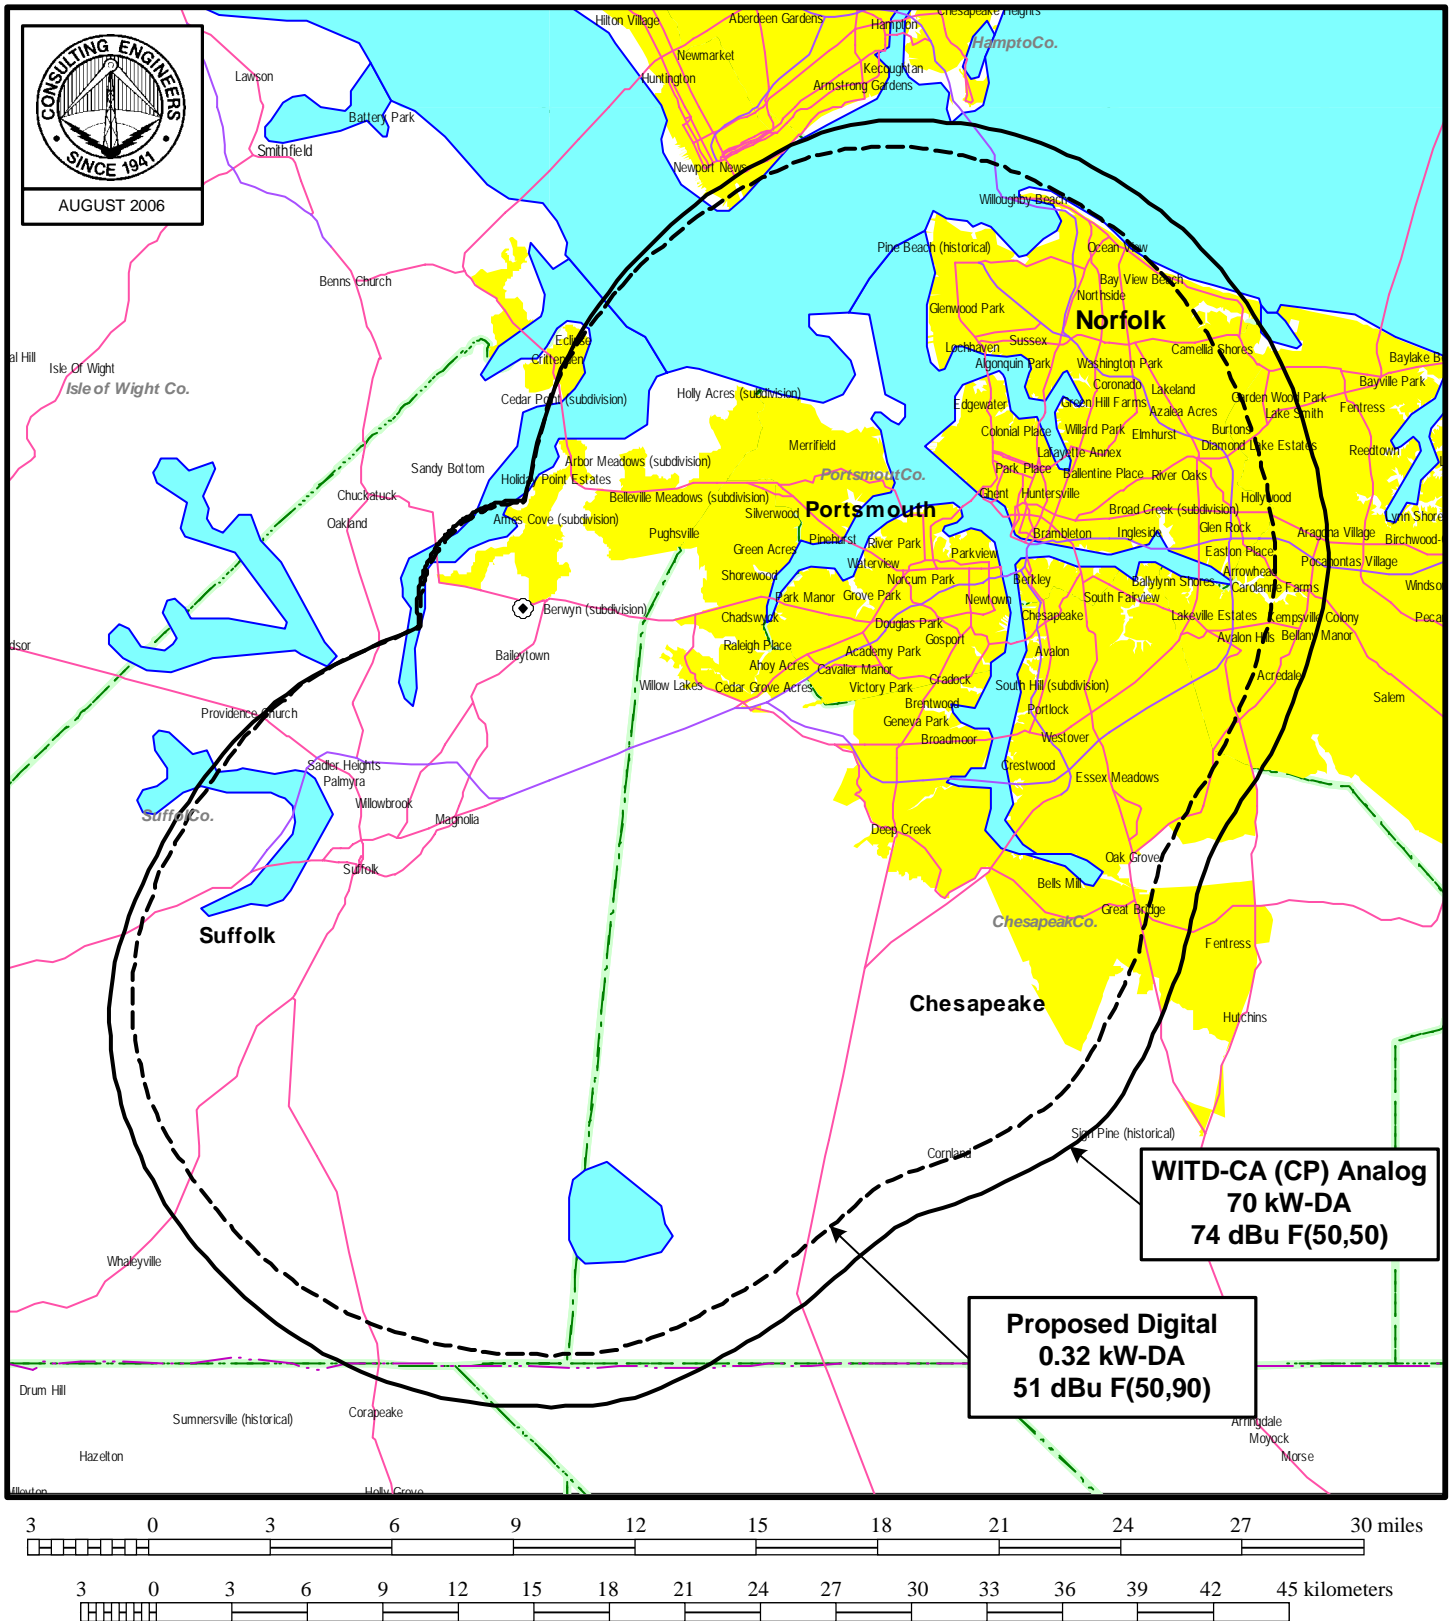 CONSULTING ENGINEERS
SINCE 1941
AUGUST 2006
Hilton Village
Aberdeen Gardens
Chesapeake Heights
Hampton
HamptoCo.
Newmarket
Kecoughtan
Huntington
Armstrong Gardens
Lawson
Battery Park
Smithfield
Newport News
Willoughby Beach
Pine Beach (historical)
Ocean View
Benns Church
Bay View Beach
Northside
Glenwood Park
Norfolk
Eclipse
Lochhaven
Sussex
Camellia Shores
Crittenden
Algonquin Park
Washington Park
Isle Of Wight
Isle of Wight Co.
Coronado
Lakeland
Bayville Park
Cedar Point (subdivision)
Holly Acres (subdivision)
Edgewater
Green Hill Farms
Azalea Acres
Garden Wood Park
Lake Smith
Fentress
Colonial Place
Willard Park
Elmhurst
Burtons
Merrifield
Lafayette Annex
Diamond Lake Estates
Reedtown
Sandy Bottom
Arbor Meadows (subdivision)
PortsmoutCo.
Park Place
Ballentine Place
River Oaks
Holiday Point Estates
Chuckatuck
Belleville Meadows (subdivision)
Ghent
Huntersville
Hollywood
Silverwood
Portsmouth
Broad Creek (subdivision)
Lynn Shore
Oakland
Ames Cove (subdivision)
Pughsville
Pinehurst
River Park
Brambleton
Ingleside
Glen Rock
Aragona Village
Birchwood-
Green Acres
Waterview
Parkview
Easton Place
Pocahontas Village
Shorewood
Norcum Park
Berkley
Ballylynn Shores
Arrowhead
Carolanne Farms
Windso
Park Manor
Grove Park
Newtown
South Fairview
Berwyn (subdivision)
Chadswyck
Douglas Park
Chesapeake
Lakeville Estates
Kempsville Colony
Peca
Raleigh Place
Gosport
Avalon Hills
Bellany Manor
dsor
Baileytown
Ahoy Acres
Academy Park
Avalon
Cavalier Manor
Acredale
Willow Lakes
Cedar Grove Acres
Victory Park
Cradock
South Hill (subdivision)
Salem
Brentwood
Portlock
Providence Church
Geneva Park
Broadmoor
Westover
Sadler Heights
Crestwood
Palmyra
Essex Meadows
Willowbrook
SuffolCo.
Magnolia
Deep Creek
Suffolk
Oak Grove
Bells Mill
Great Bridge
ChesapeakCo.
Suffolk
Fentress
Chesapeake
Hutchins
Sign Pine (historical)
Cornland
WITD-CA (CP) Analog
70 kW-DA
74 dBu F(50,50)
Whaleyville
Proposed Digital
0.32 kW-DA
51 dBu F(50,90)
Drum Hill
Sumnersville (historical)
Corapeake
Arringdale
Moyock
Hazelton
Morse
Holly Grove
3 0 3 6 9 12 15 18 21 24 27 30 miles
3 0 3 6 9 12 15 18 21 24 27 30 33 36 39 42 45 kilometers